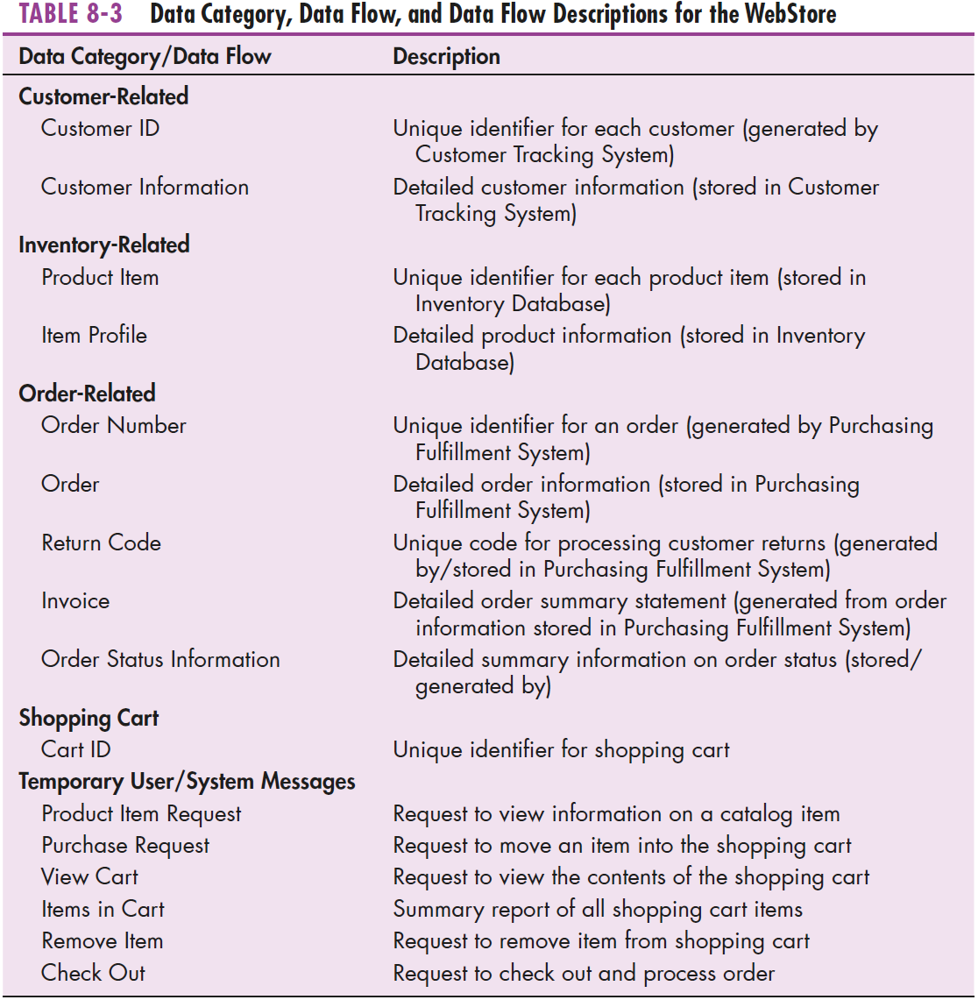 TABLE 8-3 Data Category, Data Flow, and Data Flow Descriptions for the WebStore
Data Category/Data Flow Description
Customer-Related
Customer ID Unique identifier for each customer (generated by
Customer Tracking System)
Customer Information Detailed customer information (stored in Customer
Tracking System)
Inventory-Related
Product Item Unique identifier for each product item (stored in
Inventory Database)
Item Profile Detailed product information (stored in Inventory
Database)
Order-Related
Order Number Unique identifier for an order (generated by Purchasing
Fulfillment System)
Order Detailed order information (stored in Purchasing
Fulfillment System)
Return Code Unique code for processing customer returns (generated
by/stored in Purchasing Fulfillment System)
Invoice Detailed order summary statement (generated from order
information stored in Purchasing Fulfillment System)
Order Status Information Detailed summary information on order status (stored/
generated by)
Shopping Cart
Cart ID Unique identifier for shopping cart
Temporary User/System Messages
Product Item Request Request to view information on a catalog item
Purchase Request Request to move an item into the shopping cart
View Cart Request to view the contents of the shopping cart
Items in Cart Summary report of all shopping cart items
Remove Item Request to remove item from shopping cart
Check Out Request to check out and process order